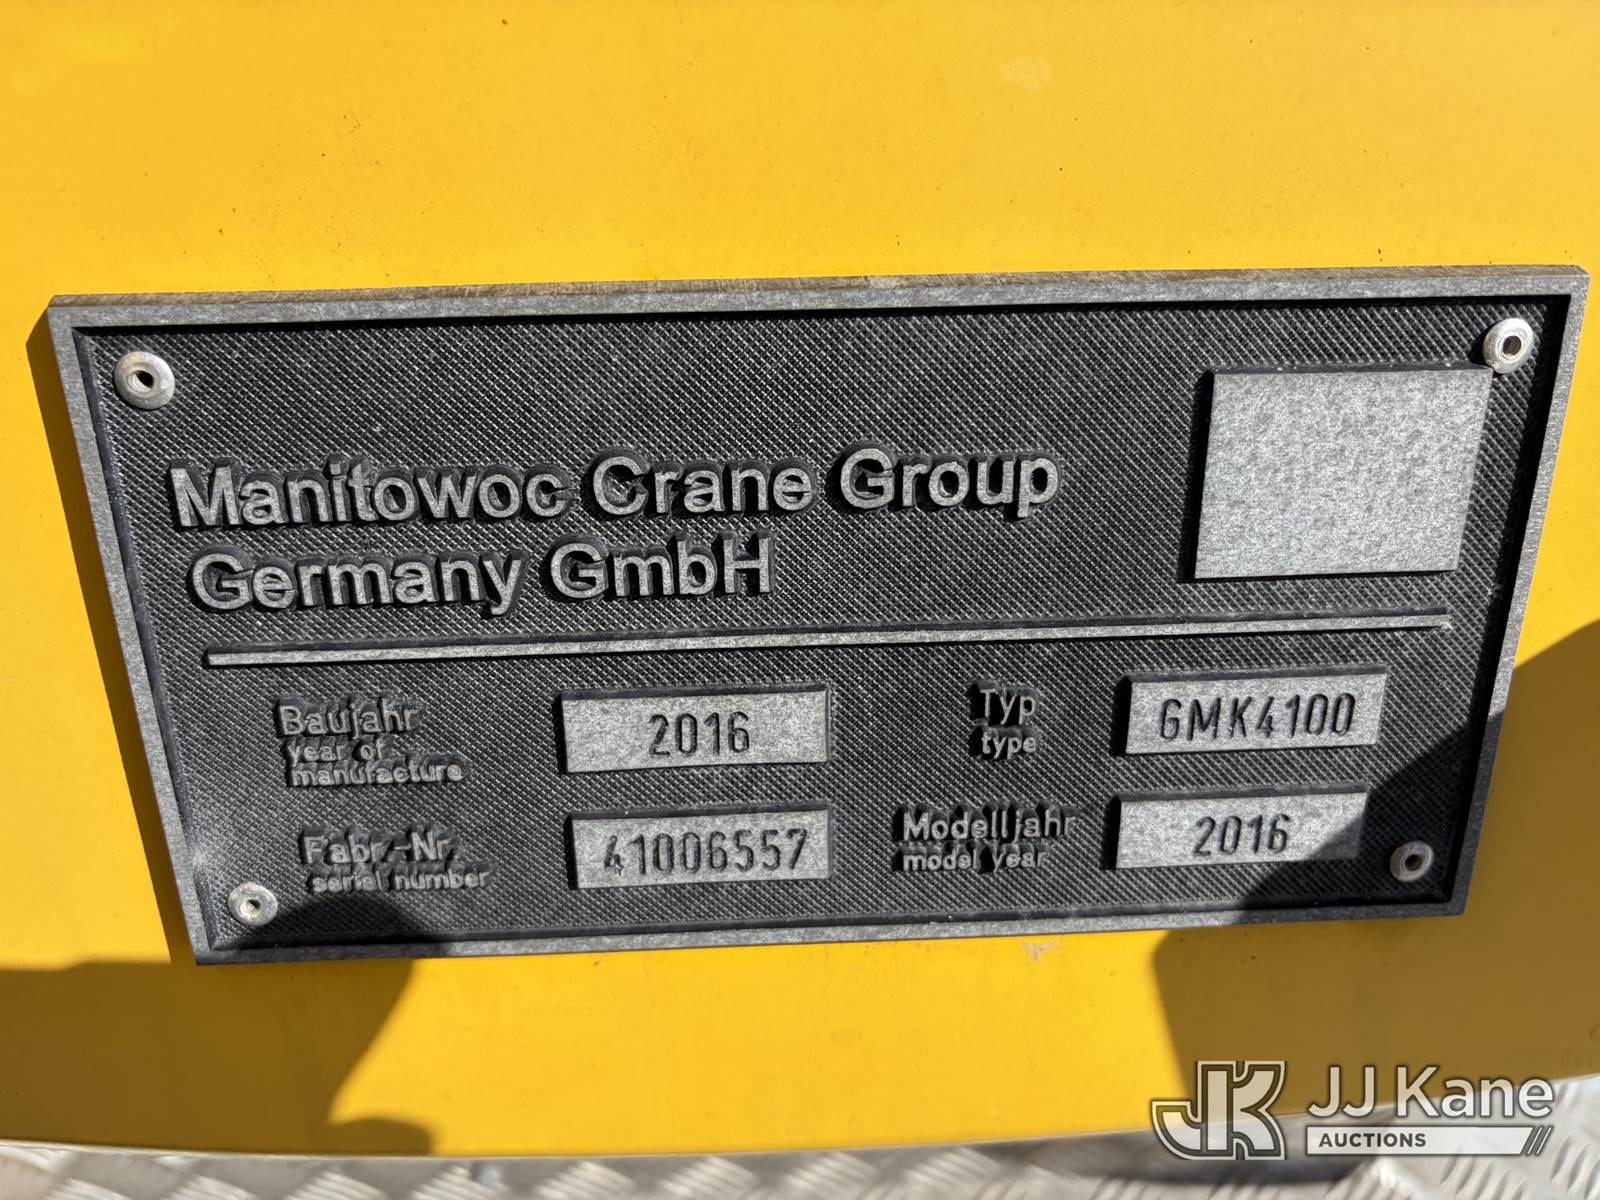 Manitowoc Crane Group
Germany GmbH
Baujahr
year of
manufacture
2016
Typ
type
GMK4100
Fabr.-Nr.
serial number
41006557
Modelljahr
model year
2016
JK JJ Kane
AUCTIONS